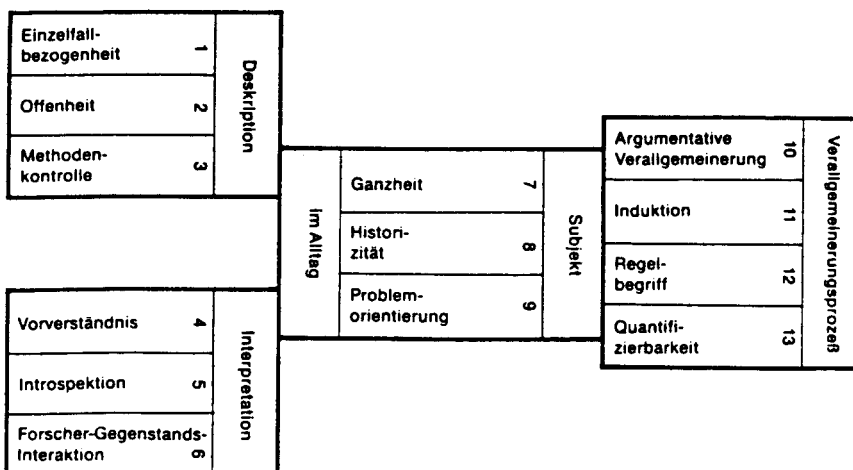 Einzelfall-
bezogenheit
1
Offenheit
2
Methoden-
kontrolle
3
Deskription
Vorverständnis
4
Introspektion
5
Forscher-Gegenstands-
Interaktion
6
Interpretation
im Alltag
Ganzheit
7
Histori-
zität
8
Problem-
orientierung
9
Subjekt
Argumentative
Verallgemeinerung
10
Induktion
11
Regel-
begriff
12
Quantifi-
zierbarkeit
13
Verallgemeinerungsprozeß